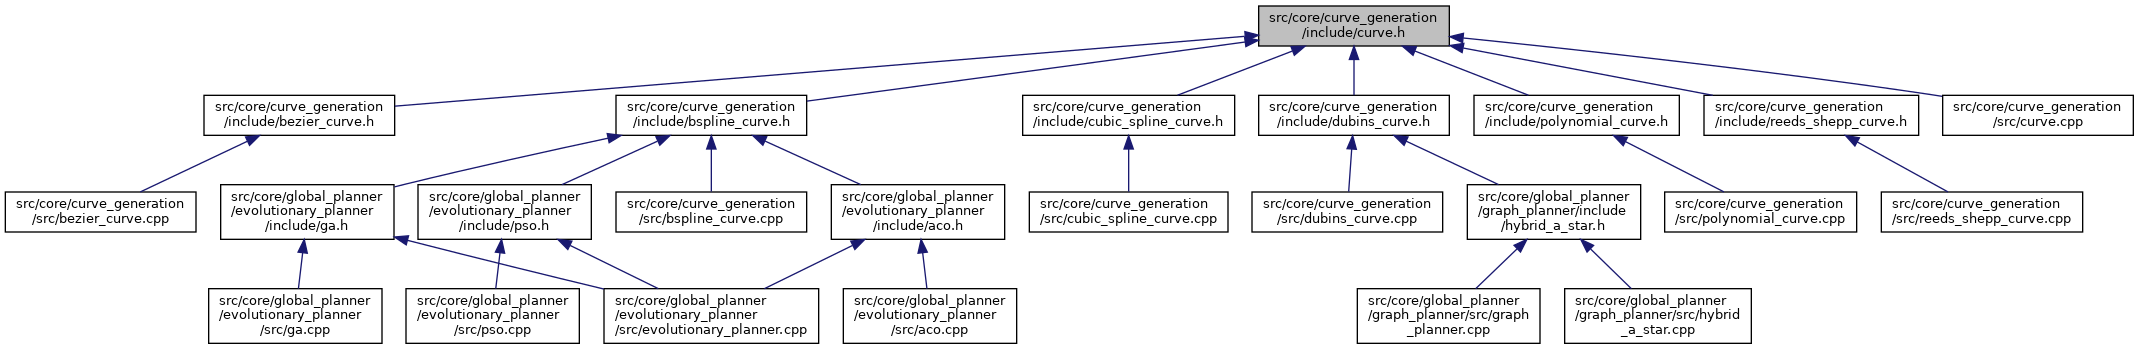 src/core/curve_generation
/include/curve.h
src/core/curve_generation
/include/bezier_curve.h
src/core/curve_generation
/include/bspline_curve.h
src/core/curve_generation
/include/cubic_spline_curve.h
src/core/curve_generation
/include/dubins_curve.h
src/core/curve_generation
/include/polynomial_curve.h
src/core/curve_generation
/include/reeds_shepp_curve.h
src/core/curve_generation
/src/curve.cpp
src/core/curve_generation
/src/bezier_curve.cpp
src/core/global_planner
/evolutionary_planner
/include/ga.h
src/core/global_planner
/evolutionary_planner
/include/pso.h
src/core/curve_generation
/src/bspline_curve.cpp
src/core/global_planner
/evolutionary_planner
/include/aco.h
src/core/curve_generation
/src/cubic_spline_curve.cpp
src/core/curve_generation
/src/dubins_curve.cpp
src/core/global_planner
/graph_planner/include
/hybrid_a_star.h
src/core/curve_generation
/src/polynomial_curve.cpp
src/core/curve_generation
/src/reeds_shepp_curve.cpp
src/core/global_planner
/evolutionary_planner
/src/ga.cpp
src/core/global_planner
/evolutionary_planner
/src/pso.cpp
src/core/global_planner
/evolutionary_planner
/src/evolutionary_planner.cpp
src/core/global_planner
/evolutionary_planner
/src/aco.cpp
src/core/global_planner
/graph_planner/src/graph
_planner.cpp
src/core/global_planner
/graph_planner/src/hybrid
_a_star.cpp